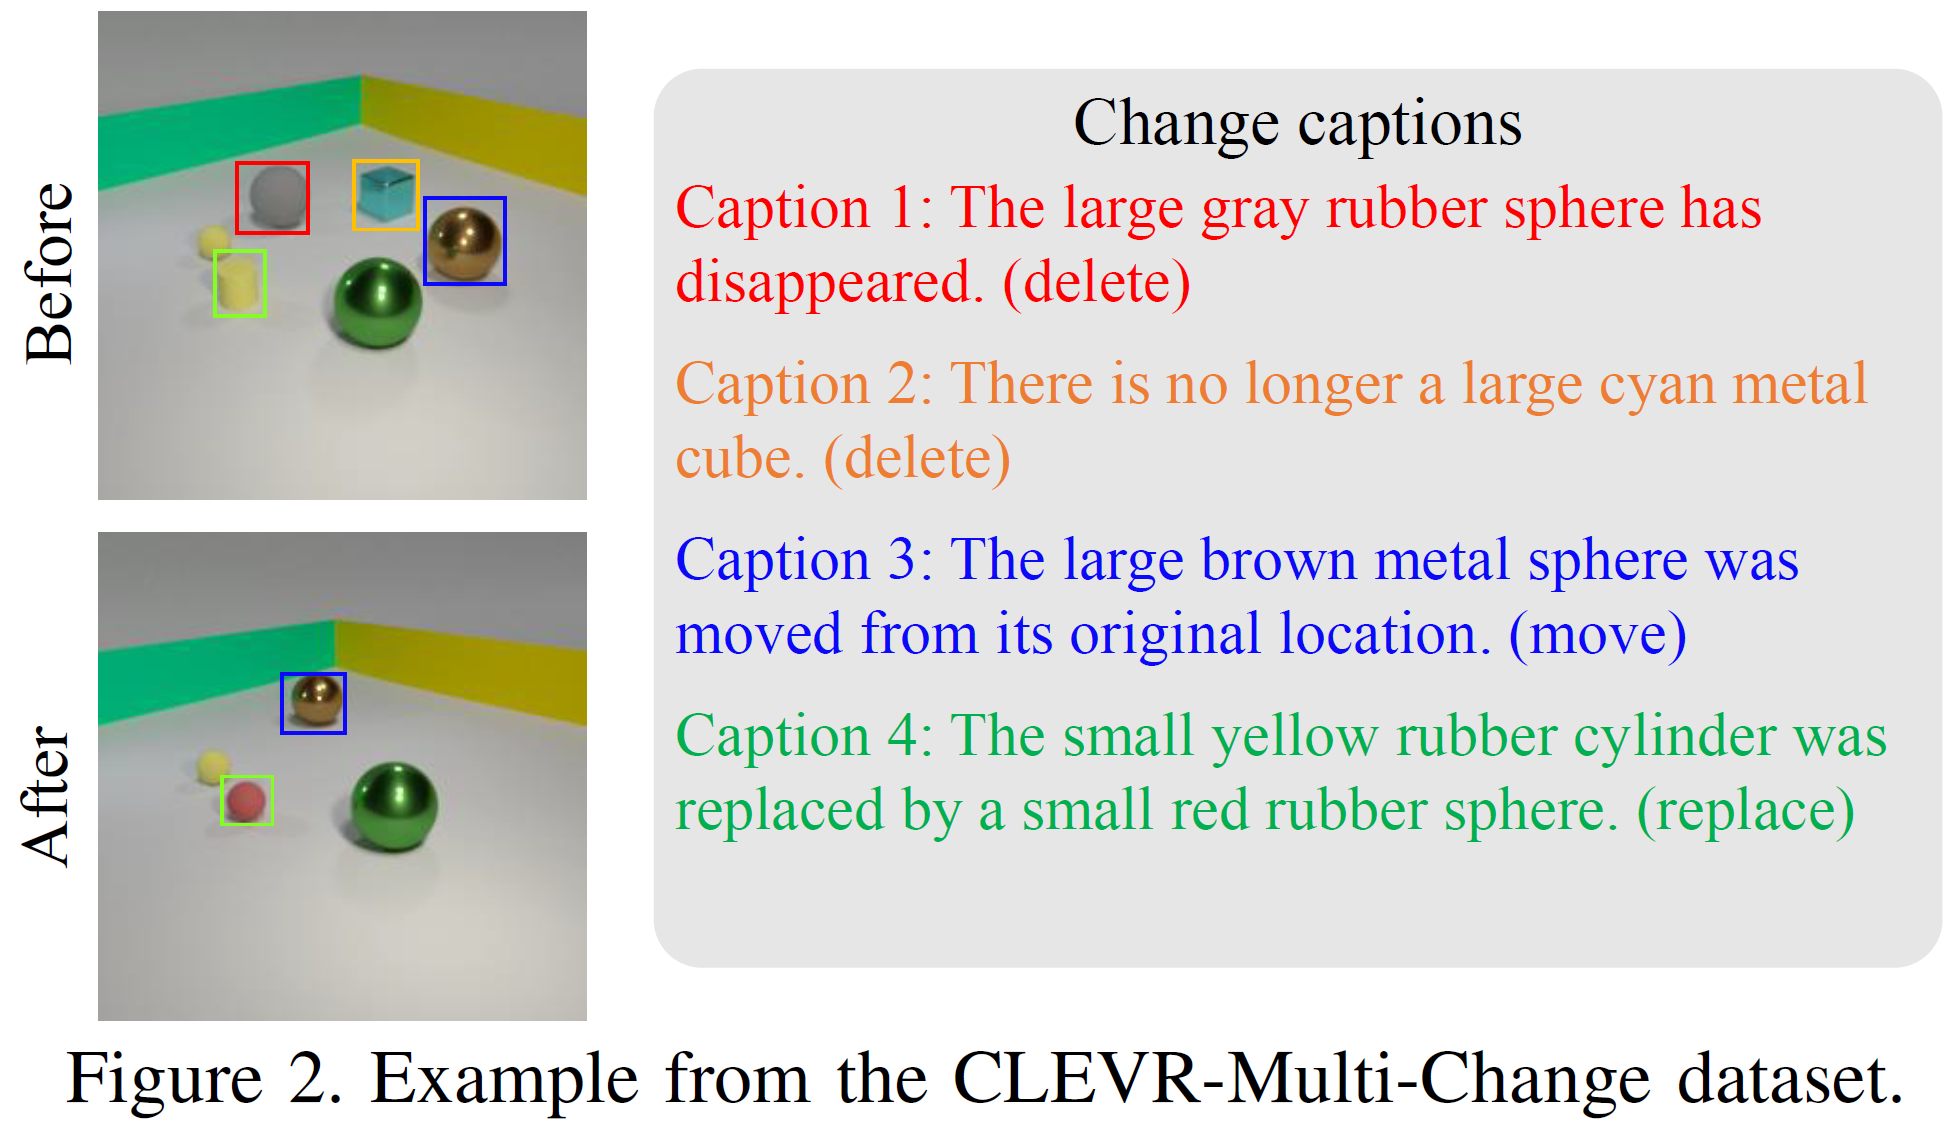 Before
After
Change captions
Caption 1: The large gray rubber sphere has
disappeared. (delete)
Caption 2: There is no longer a large cyan metal
cube. (delete)
Caption 3: The large brown metal sphere was
moved from its original location. (move)
Caption 4: The small yellow rubber cylinder was
replaced by a small red rubber sphere. (replace)
Figure 2. Example from the CLEVR-Multi-Change dataset.